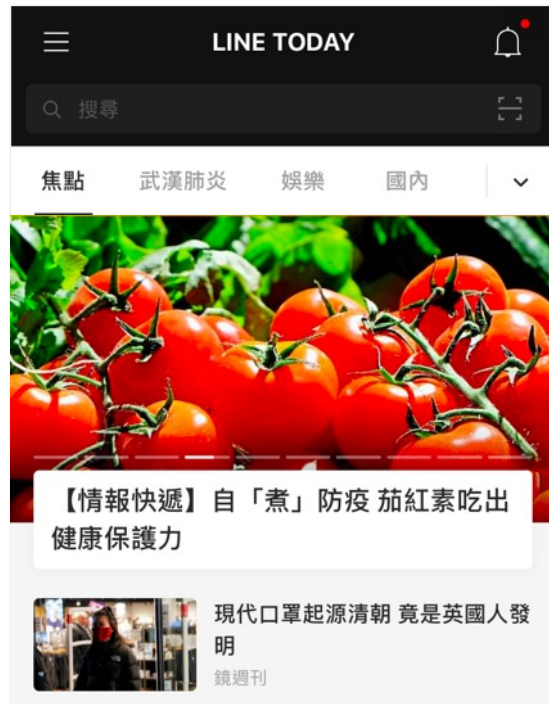 LINE TODAY
搜尋
焦點
武漢肺炎
娛樂
國內
【情報快遞】自「煮」防疫 茄紅素吃出
健康保護力
現代口罩起源清朝 竟是英國人發
明
鏡週刊